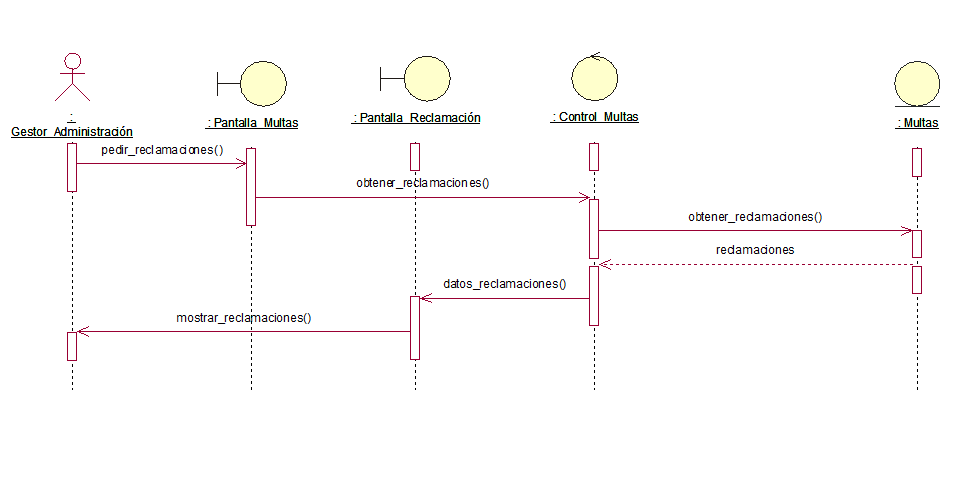 :
Gestor_Administración
: Pantalla_Multas
: Pantalla_Reclamación
: Control_Multas
: Multas
pedir_reclamaciones()
obtener_reclamaciones()
obtener_reclamaciones()
reclamaciones
datos_reclamaciones()
mostrar_reclamaciones()